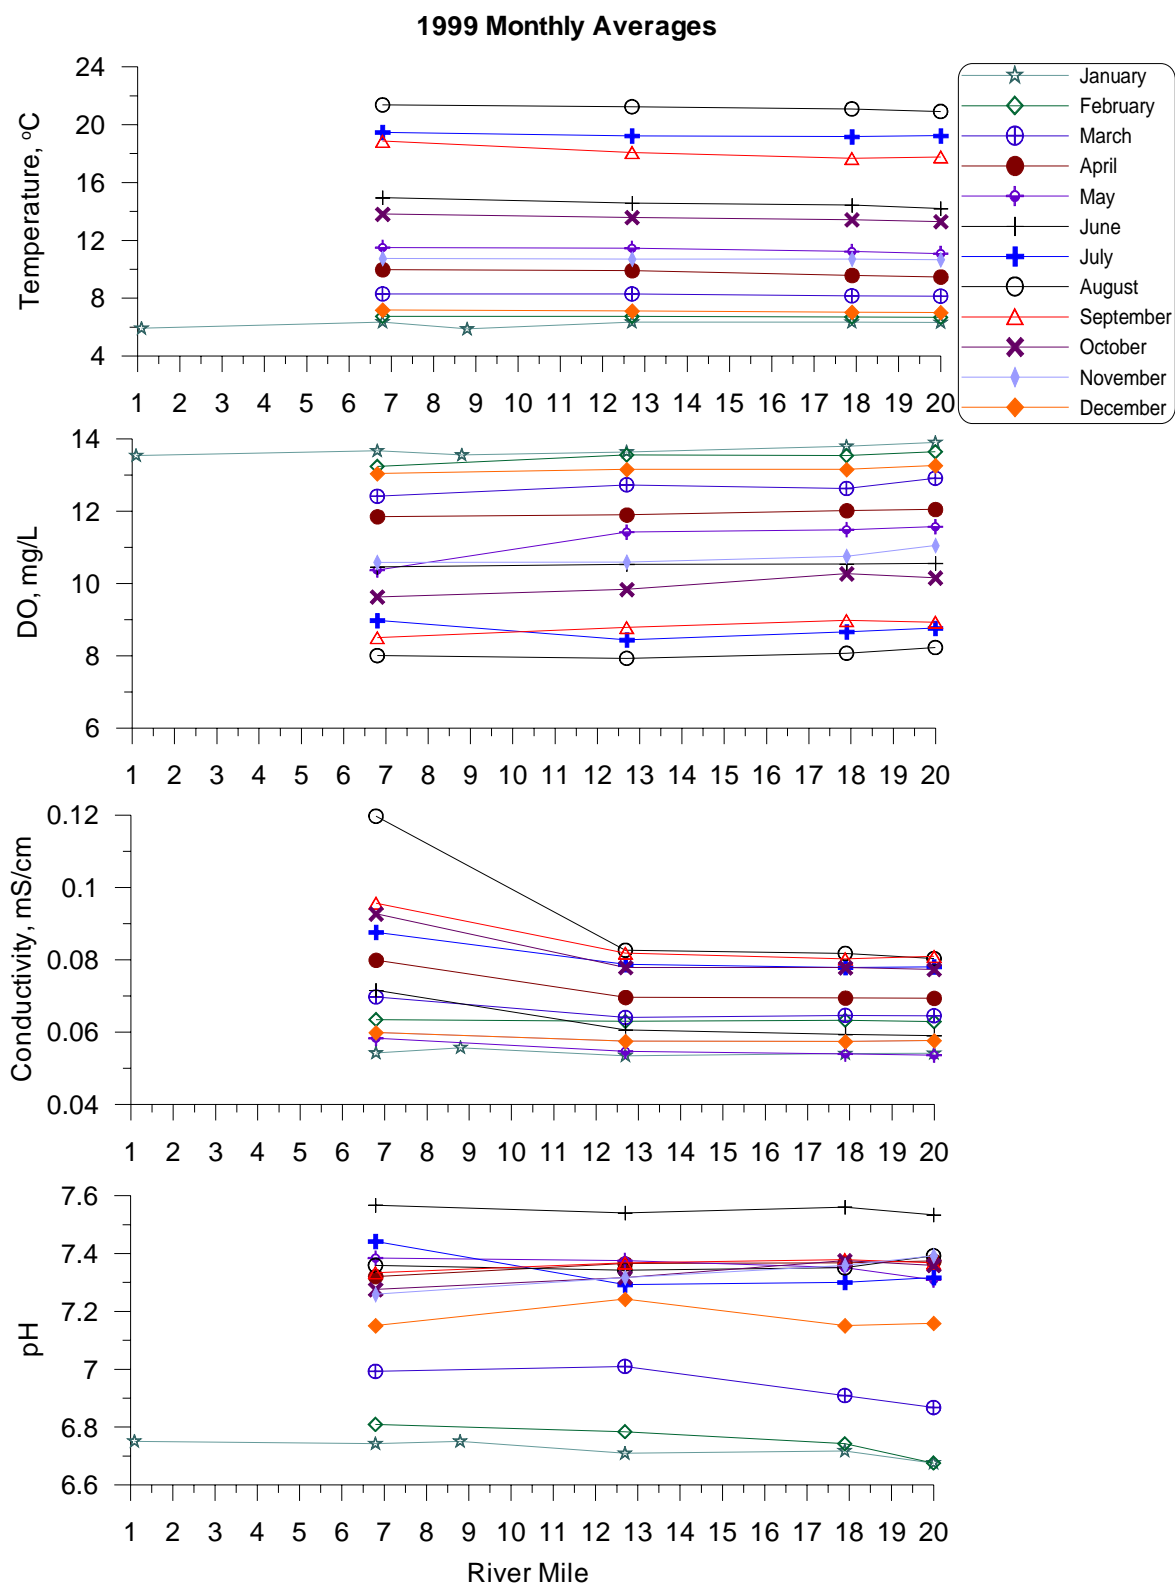 1999 Monthly Averages
Temperature, oC
24
20
16
12
8
4
1 2 3 4 5 6 7 8 9 10 11 12 13 14 15 16 17 18 19 20
January
February
March
April
May
June
July
August
September
October
November
December
DO, mg/L
14
12
10
8
6
1 2 3 4 5 6 7 8 9 10 11 12 13 14 15 16 17 18 19 20
Conductivity, mS/cm
0.12
0.1
0.08
0.06
0.04
1 2 3 4 5 6 7 8 9 10 11 12 13 14 15 16 17 18 19 20
pH
7.6
7.4
7.2
7
6.8
6.6
1 2 3 4 5 6 7 8 9 10 11 12 13 14 15 16 17 18 19 20
River Mile